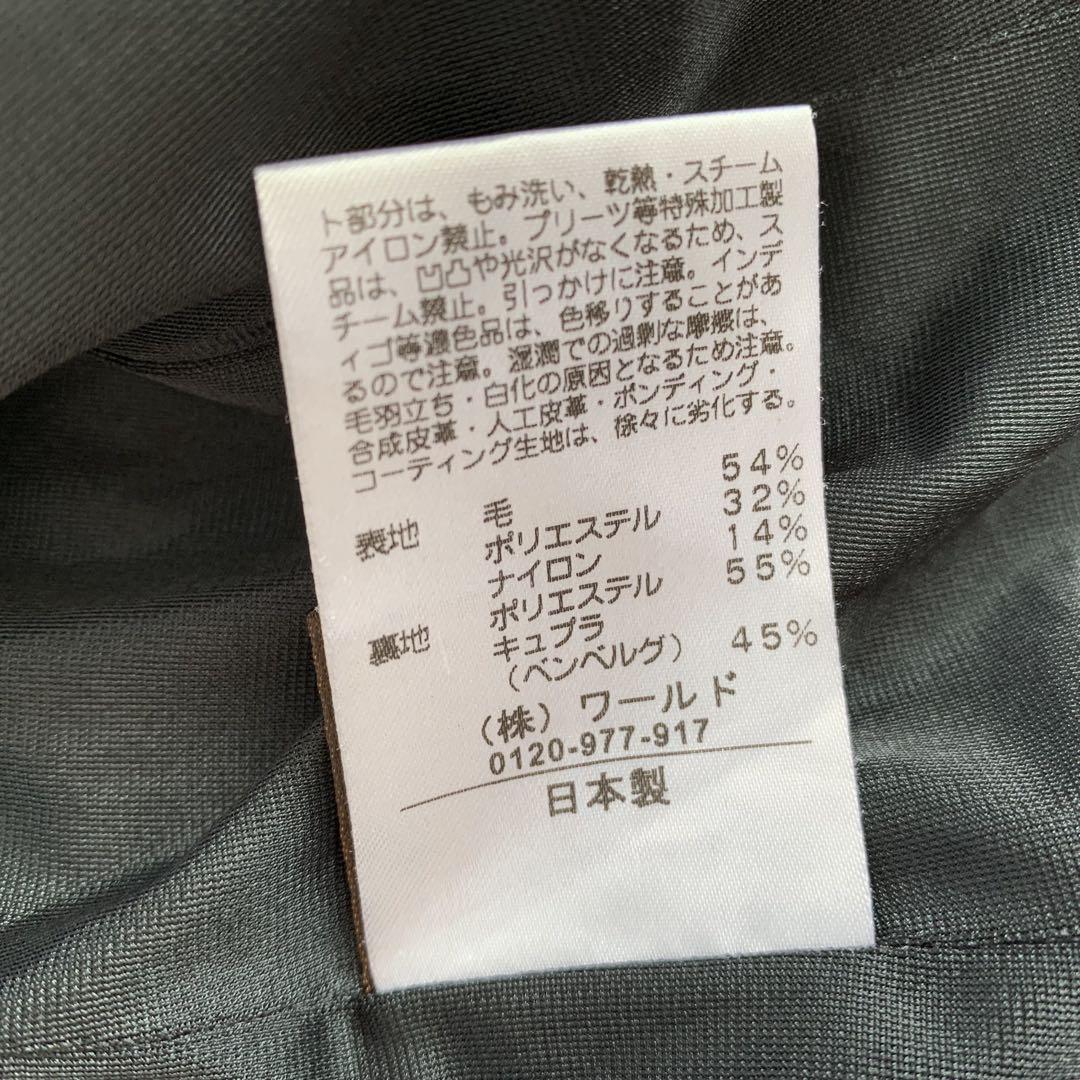 ト部分は、もみ洗い、乾熱・スチーム
アイロン禁止。プリーツ等特殊加工製
品は、凹凸や光沢がなくなるため、ス
チーム禁止。引っかけに注意。インデ
ィゴ等濃色品は、色移りすることがあ
るので注意。湿潤での過剰な摩擦は、
毛羽立ち・白化の原因となるため注意。
合成皮革・人工皮革・ボンディング・
コーティング生地は、徐々に劣化する。
表地 毛 54%
ポリエステル 32%
ナイロン 14%
裏地 ポリエステル 55%
キュプラ
（ベンベルグ） 45%
（株）ワールド
0120-977-917
日本製